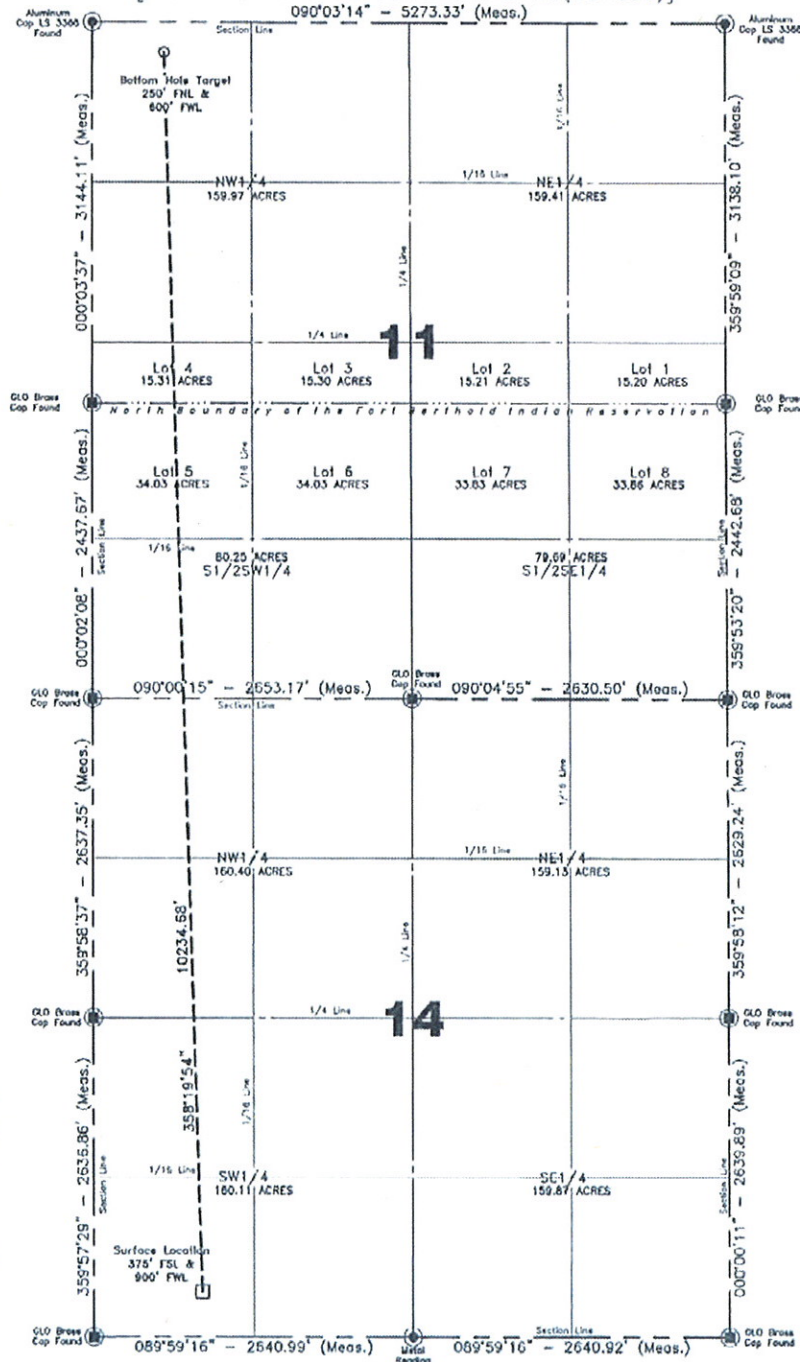 090°03'14" – 5273.33' (Meas.)
Aluminum
Cap LS 3366
Found
Section Line
Aluminum
Cap LS 3366
Found
Bottom Hole Target
250' FNL &
600' FWL
1/16 Line
000°03'37" – 3144.11' (Meas.)
359°59'09" – 3138.10' (Meas.)
NW1/4
159.97 ACRES
1/16 Line
NE1/4
159.41 ACRES
1/4 Line
1/4 Line
11
Lot 4
15.31 ACRES
Lot 3
15.30 ACRES
Lot 2
15.21 ACRES
Lot 1
15.20 ACRES
GLO Brass
Cap Found
North Boundary of the Fort Berthold Indian Reservation
GLO Brass
Cap Found
000°02'08" – 2437.67' (Meas.)
359°53'20" – 2442.68' (Meas.)
Lot 5
34.03 ACRES
1/16 Line
Lot 6
34.03 ACRES
Lot 7
33.83 ACRES
Lot 8
33.86 ACRES
Section Line
1/16 Line
80.25 ACRES
S1/2SW1/4
79.69 ACRES
S1/2SE1/4
Section Line
GLO Brass
Cap Found
090°00'15" – 2653.17' (Meas.)
Section Line
GLO Brass
Cap Found
090°04'55" – 2630.50' (Meas.)
GLO Brass
Cap Found
359°58'37" – 2637.35' (Meas.)
359°58'12" – 2629.24' (Meas.)
1/16 Line
NW1/4
160.40 ACRES
1/16 Line
NE1/4
159.13 ACRES
10234.68'
1/4 Line
GLO Brass
Cap Found
1/4 Line
14
GLO Brass
Cap Found
358°19'54"
1/16 Line
359°57'29" – 2636.86' (Meas.)
000°00'11" – 2639.89' (Meas.)
Section Line
1/16 Line
SW1/4
160.11 ACRES
SE1/4
159.87 ACRES
Section Line
Surface Location
375' FSL &
900' FWL
GLO Brass
Cap Found
089°59'16" – 2640.99' (Meas.)
Metal
Reading
Section Line
089°59'16" – 2640.92' (Meas.)
GLO Brass
Cap Found